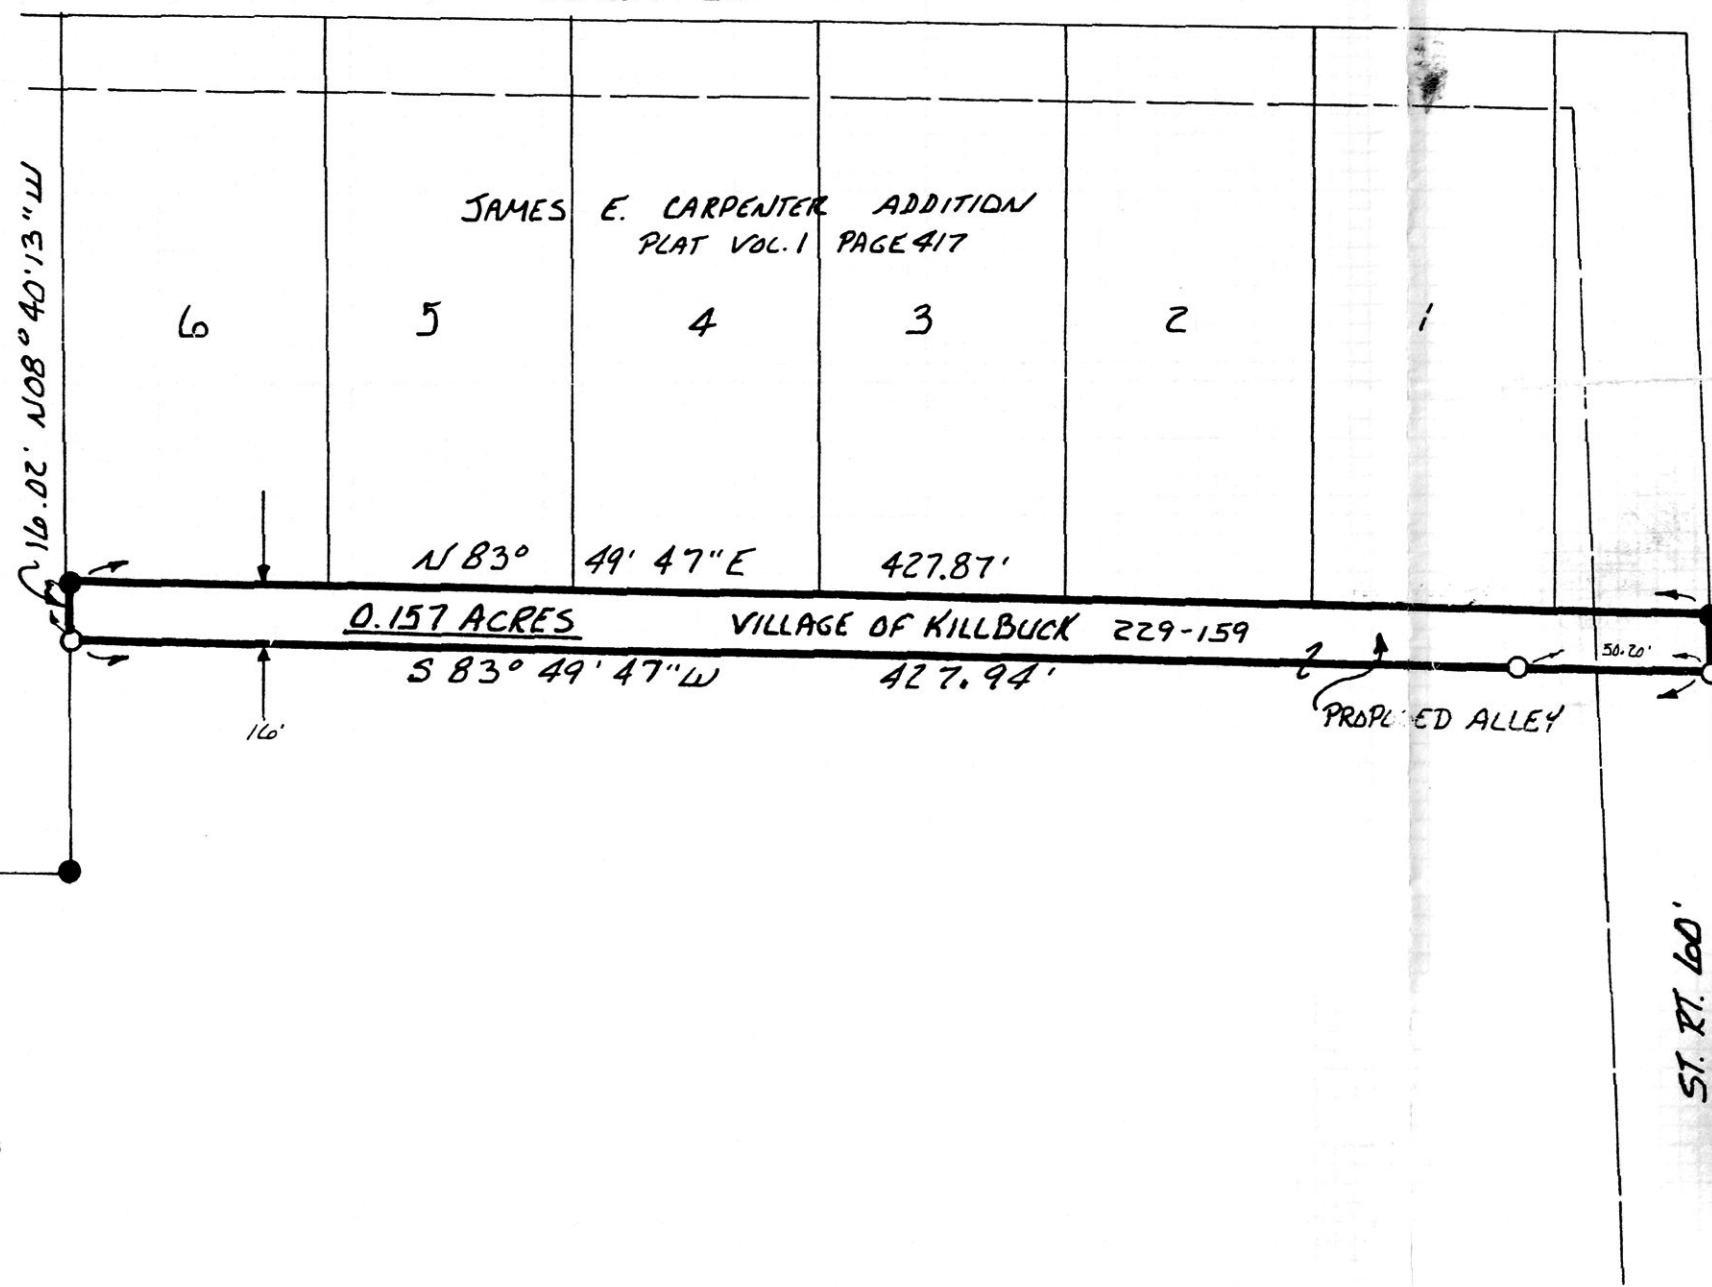 JAMES E. CARPENTER ADDITION
PLAT VOL. 1 PAGE 417
6 5 4 3 2 1
16.02' N08°40'13"W
N 83° 49' 47" E 427.87'
0.157 ACRES VILLAGE OF KILLBUCK 229-159
50.20'
S 83° 49' 47" W 427.94'
16'
ALLEY
ST. RT. 60'